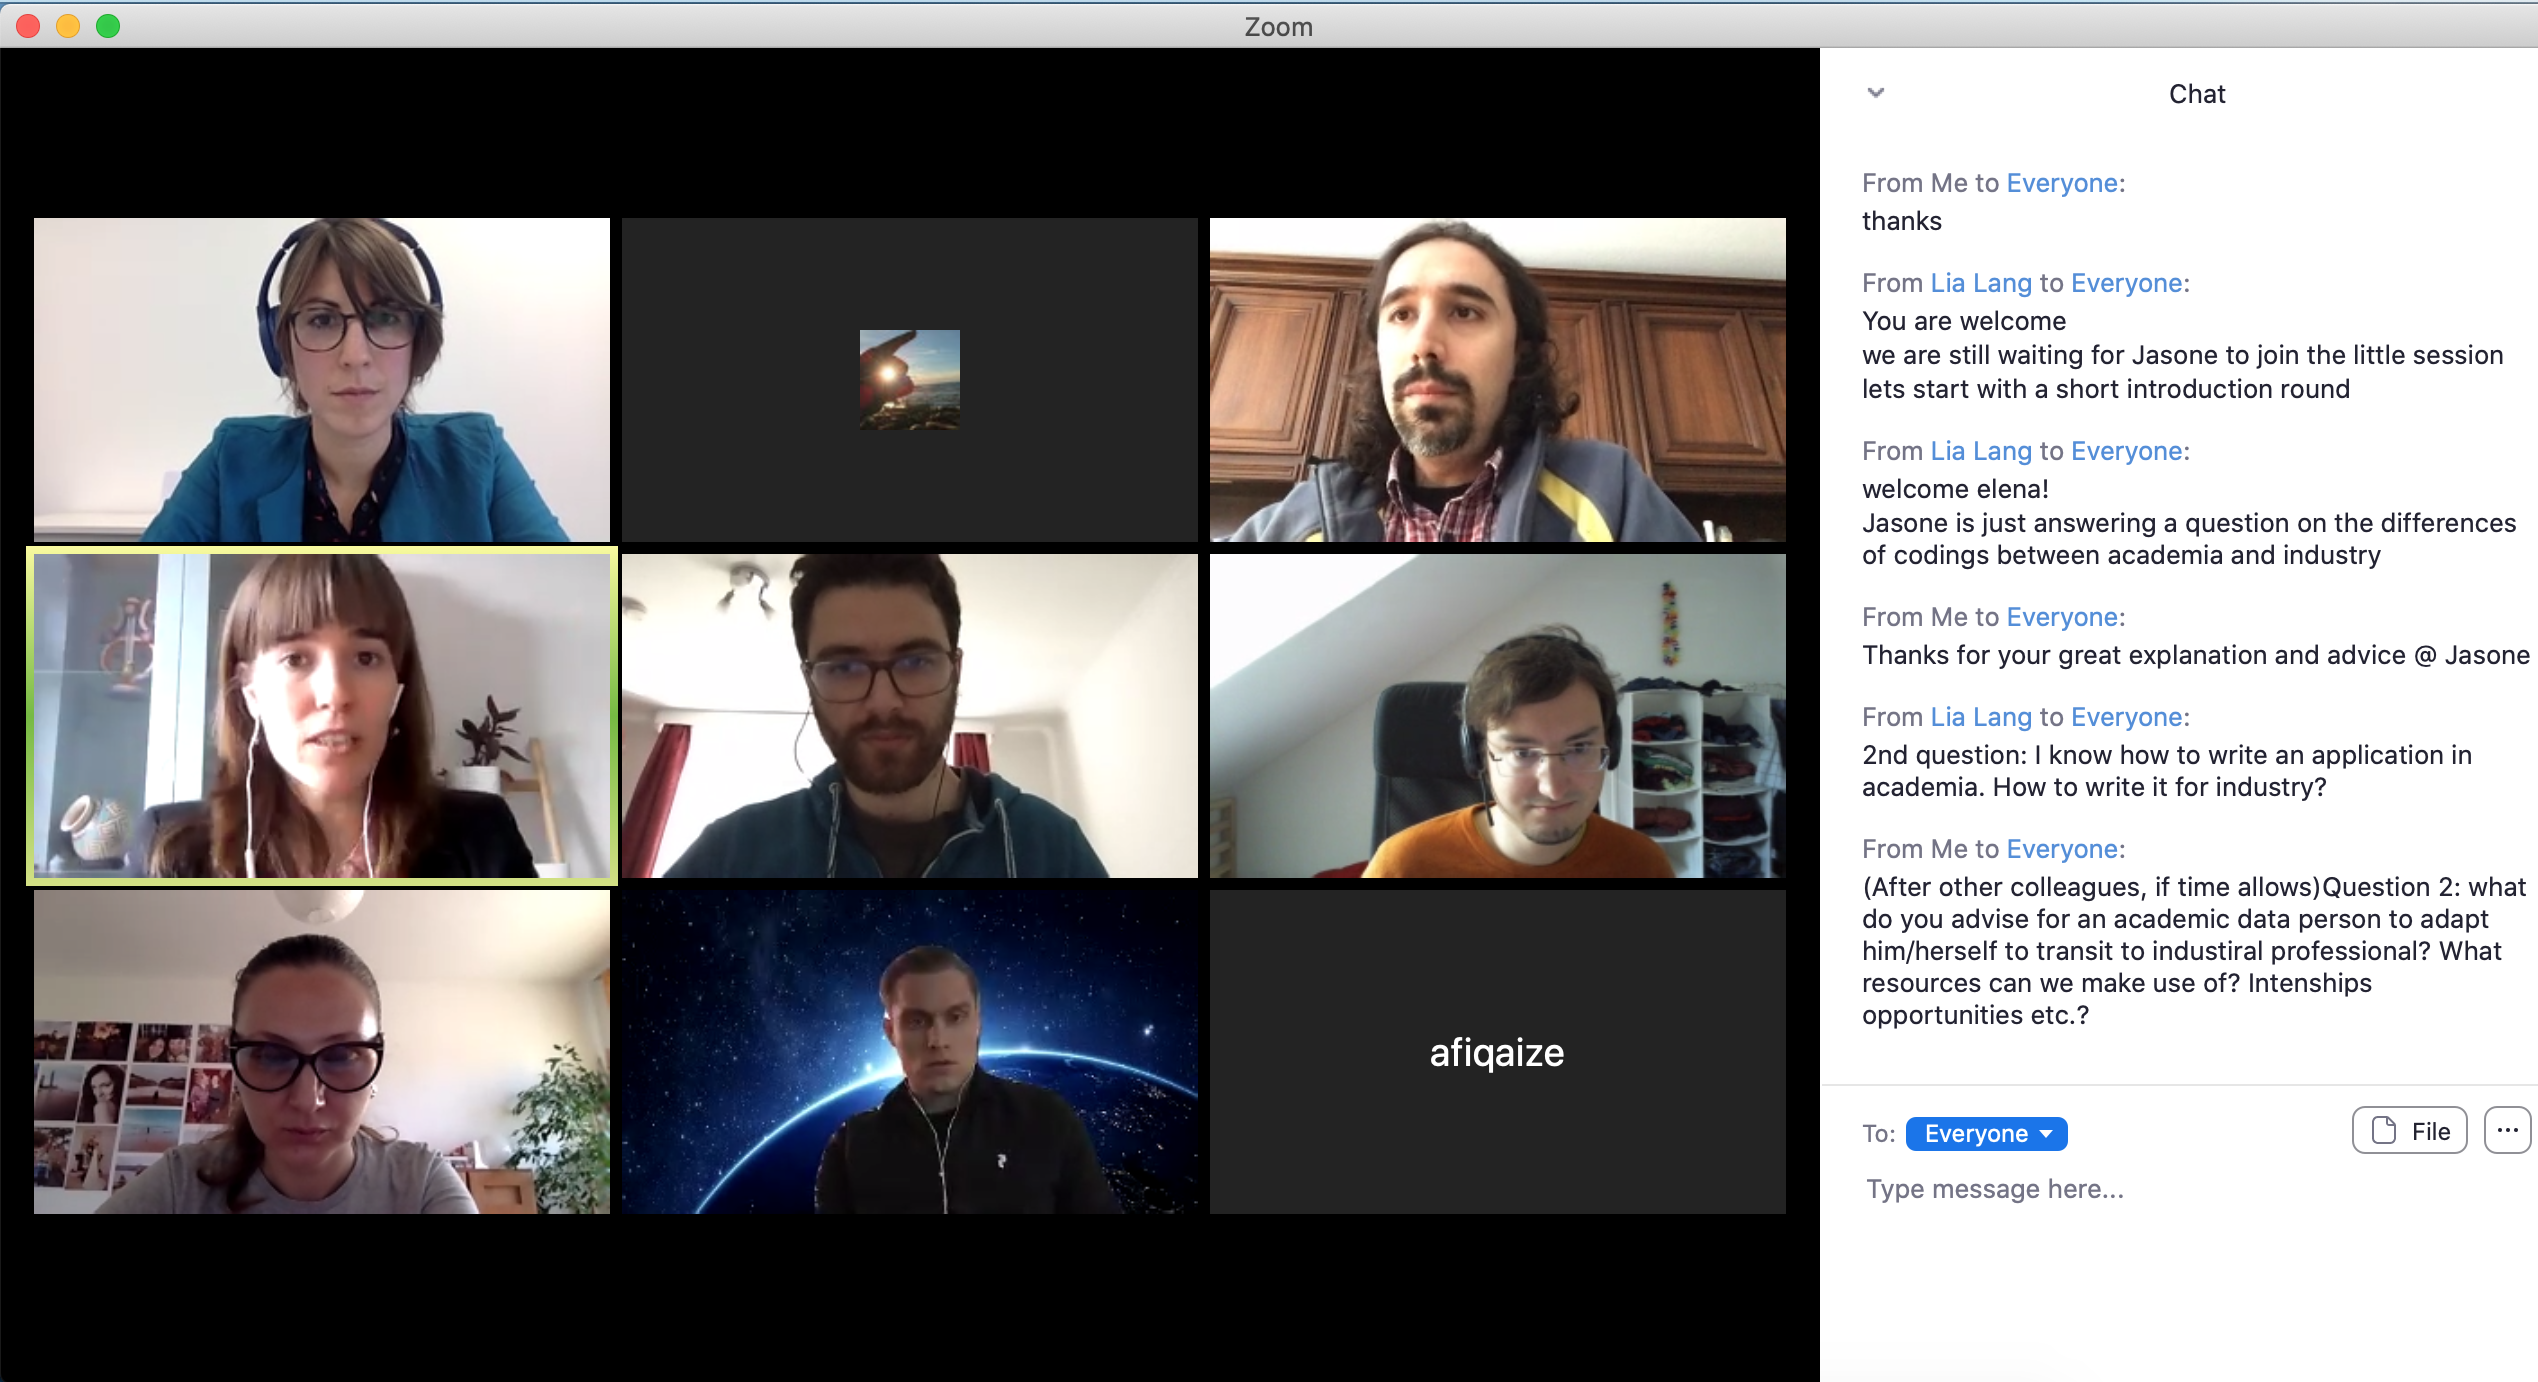 Zoom
afiqaize
Chat
From Me to Everyone:
thanks
From Lia Lang to Everyone:
You are welcome
we are still waiting for Jasone to join the little session
lets start with a short introduction round
From Lia Lang to Everyone:
welcome elena!
Jasone is just answering a question on the differences
of codings between academia and industry
From Me to Everyone:
Thanks for your great explanation and advice @ Jasone
From Lia Lang to Everyone:
2nd question: I know how to write an application in
academia. How to write it for industry?
From Me to Everyone:
(After other colleagues, if time allows)Question 2: what
do you advise for an academic data person to adapt
him/herself to transit to industiral professional? What
resources can we make use of? Intenships
opportunities etc.?
To: Everyone
File
...
Type message here...